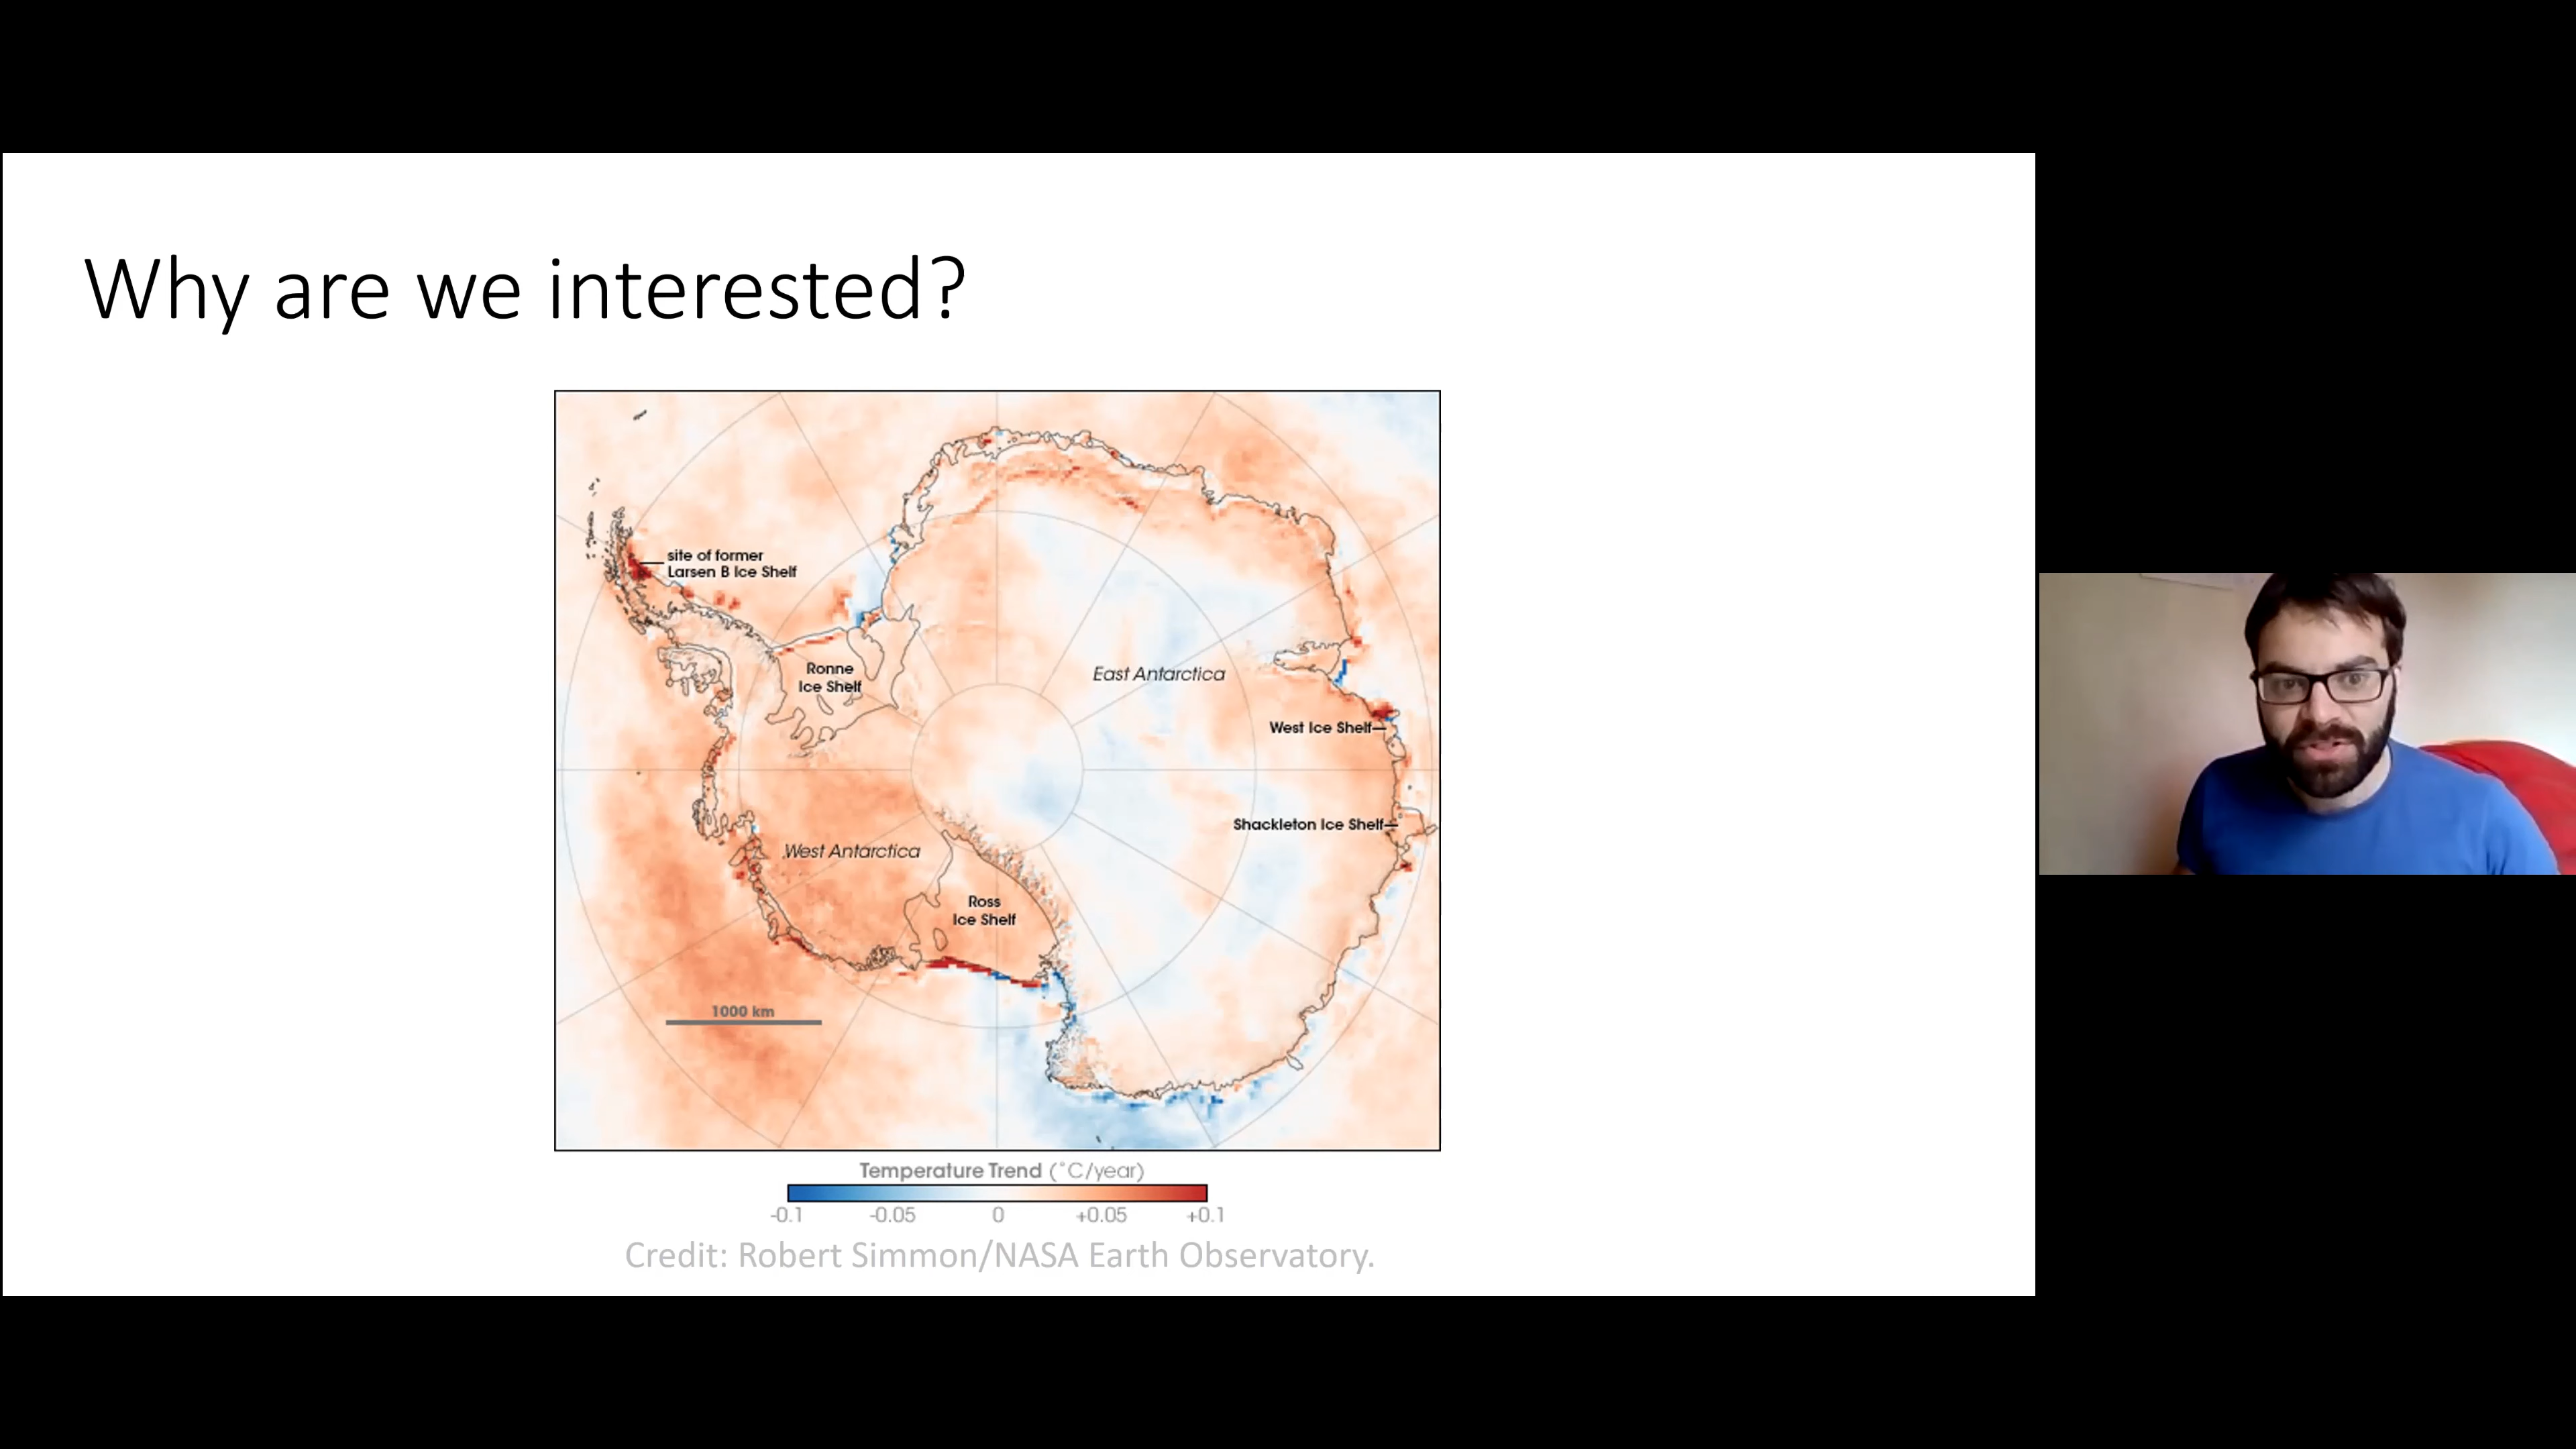 Why are we interested?
site of former
Larsen B Ice Shelf
Ronne
Ice Shelf
East Antarctica
West Ice Shelf
Shackleton Ice Shelf
West Antarctica
Ross
Ice Shelf
1000 km
Temperature Trend (°C/year)
-0.1 -0.05 0 +0.05 +0.1
Credit: Robert Simmon/NASA Earth Observatory.